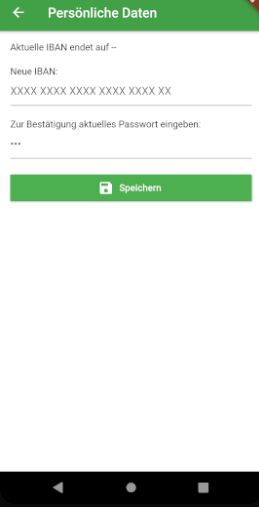 Persönliche Daten
Aktuelle IBAN endet auf --
Neue IBAN:
XXXX XXXX XXXX XXXX XXXX XX
Zur Bestätigung aktuelles Passwort eingeben:
***
Speichern